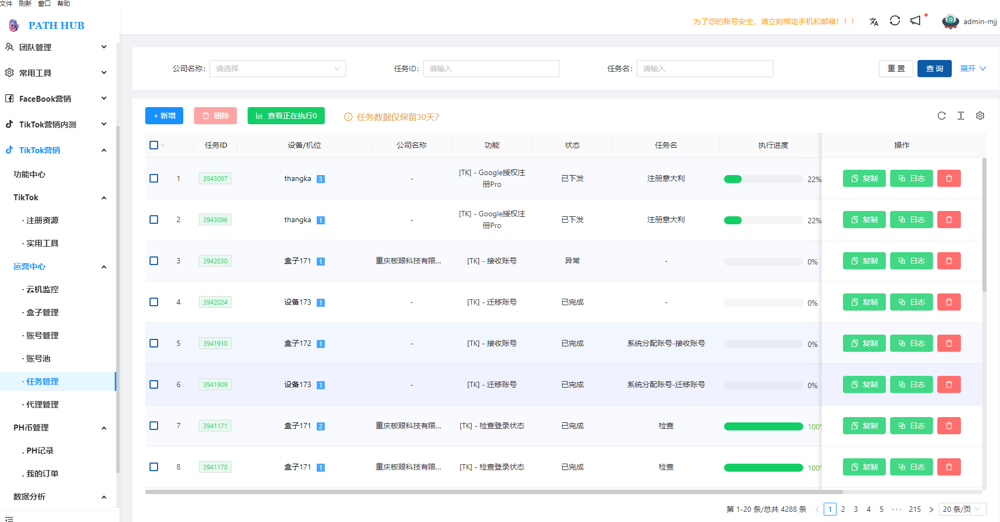 文件 刷新 窗口 帮助
PATH HUB
为了您的账号安全，请立刻绑定手机和邮箱！！！
admin-mjj
团队管理
常用工具
FaceBook营销
TikTok营销内测
TikTok营销
功能中心
TikTok
· 注册资源
· 实用工具
运营中心
· 云机监控
· 盒子管理
· 账号管理
· 账号池
· 任务管理
· 代理管理
PH币管理
. PH记录
. 我的订单
数据分析
公司名称: 请选择 任务ID: 请输入 任务名: 请输入 重 置 查 询 展开
+ 新增 删除 查看正在执行0 任务数据仅保留30天?
任务ID 设备/机位 公司名称 功能 状态 任务名 执行进度 操作
1 3943097 thangka 3 - [TK] - Google授权注册Pro 已下发 注册意大利 22% 复制 日志
2 3943096 thangka 1 - [TK] - Google授权注册Pro 已下发 注册意大利 22% 复制 日志
3 3942030 盒子171 1 重庆板眼科技有限... [TK] - 接收账号 异常 - 0% 复制 日志
4 3942024 设备173 1 - [TK] - 迁移账号 已完成 - 0% 复制 日志
5 3941910 盒子172 1 - [TK] - 接收账号 已完成 系统分配账号-接收账号 0% 复制 日志
6 3941909 设备173 1 - [TK] - 迁移账号 已完成 系统分配账号-迁移账号 0% 复制 日志
7 3941171 盒子171 2 重庆板眼科技有限... [TK] - 检查登录状态 已完成 检查 100% 复制 日志
8 3941170 盒子171 1 重庆板眼科技有限... [TK] - 检查登录状态 已完成 检查 100% 复制 日志
第 1-20 条/总共 4288 条 < 1 2 3 4 5 ••• 215 > 20 条/页